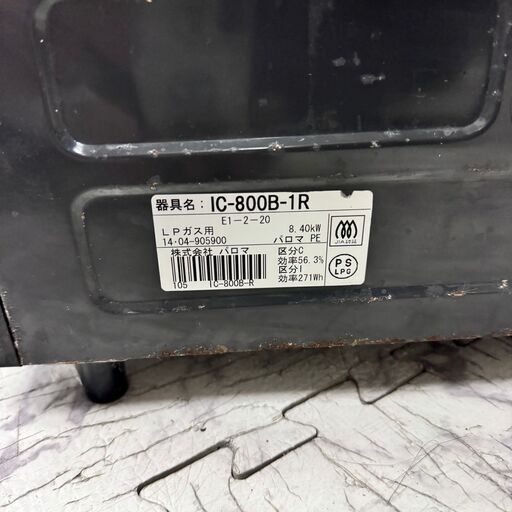 器具名: IC-800B-1R
E1-2-20
LPガス用 8.40kW
14・04-905900 パロマ PE
株式会社 パロマ 区分C
効率56.3%
区分I
105 IC-800B-R 効率271Wh
PS
LPG